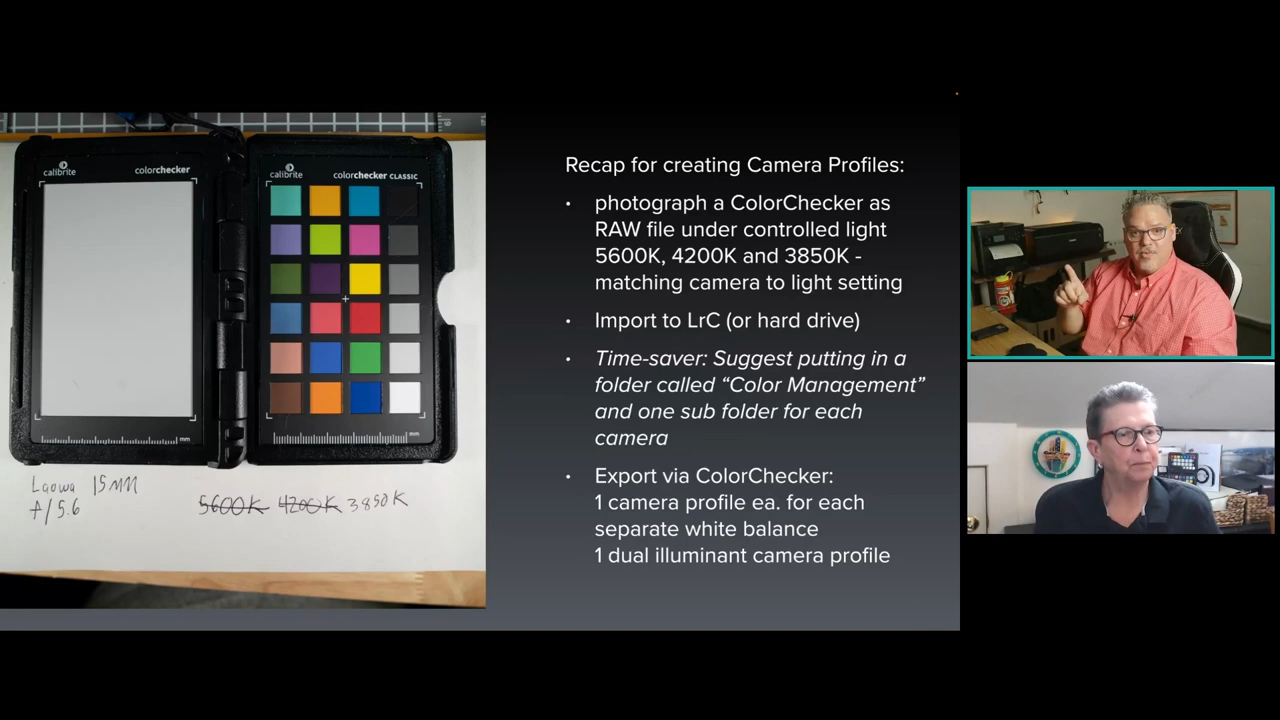 calibrite
colorchecker
calibrite
colorchecker CLASSIC
mm
mm
Laowa 15MM
f/5.6
5600K 4200K 3850K
Recap for creating Camera Profiles:
• photograph a ColorChecker as
RAW file under controlled light
5600K, 4200K and 3850K -
matching camera to light setting
• Import to LrC (or hard drive)
• Time-saver: Suggest putting in a
folder called “Color Management”
and one sub folder for each
camera
• Export via ColorChecker:
1 camera profile ea. for each
separate white balance
1 dual illuminant camera profile